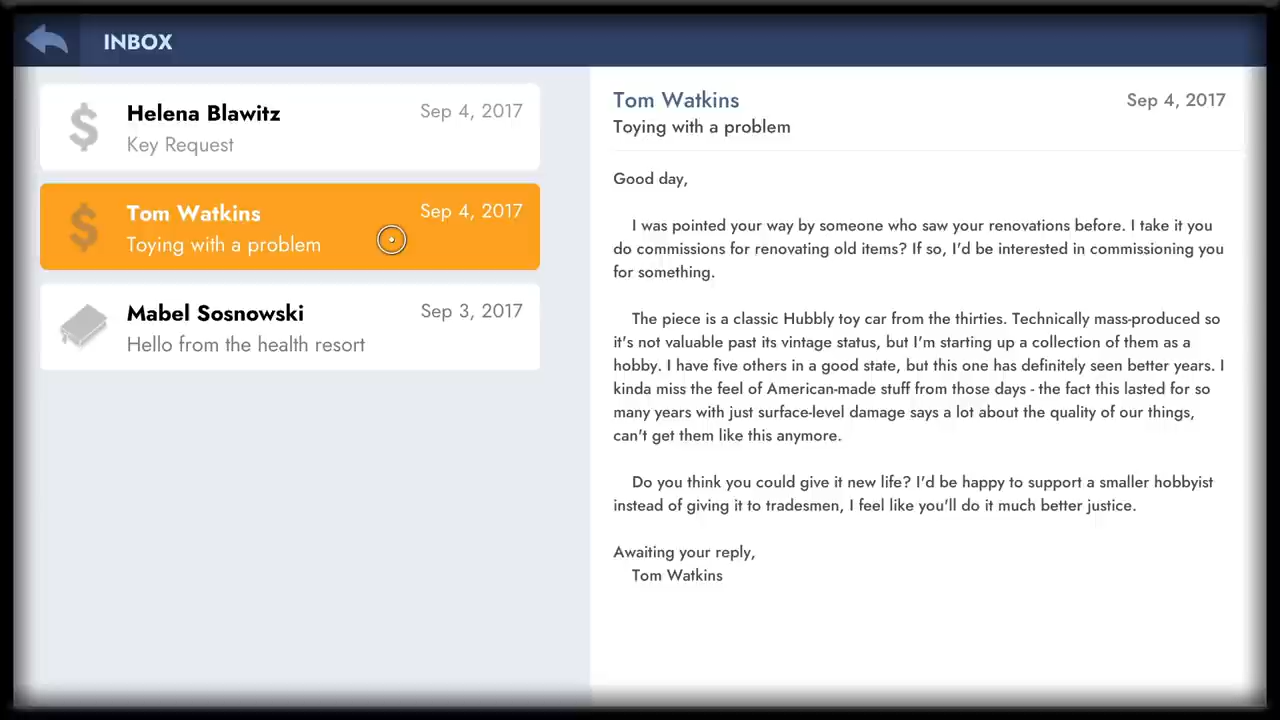 INBOX
Helena Blawitz
Sep 4, 2017
Key Request
Tom Watkins
Sep 4, 2017
Toying with a problem
Mabel Sosnowski
Sep 3, 2017
Hello from the health resort
Tom Watkins
Sep 4, 2017
Toying with a problem
Good day,
I was pointed your way by someone who saw your renovations before. I take it you
do commissions for renovating old items? If so, I'd be interested in commissioning you
for something.
The piece is a classic Hubbly toy car from the thirties. Technically mass-produced so
it's not valuable past its vintage status, but I'm starting up a collection of them as a
hobby. I have five others in a good state, but this one has definitely seen better years. I
kinda miss the feel of American-made stuff from those days - the fact this lasted for so
many years with just surface-level damage says a lot about the quality of our things,
can't get them like this anymore.
Do you think you could give it new life? I'd be happy to support a smaller hobbyist
instead of giving it to tradesmen, I feel like you'll do it much better justice.
Awaiting your reply,
Tom Watkins